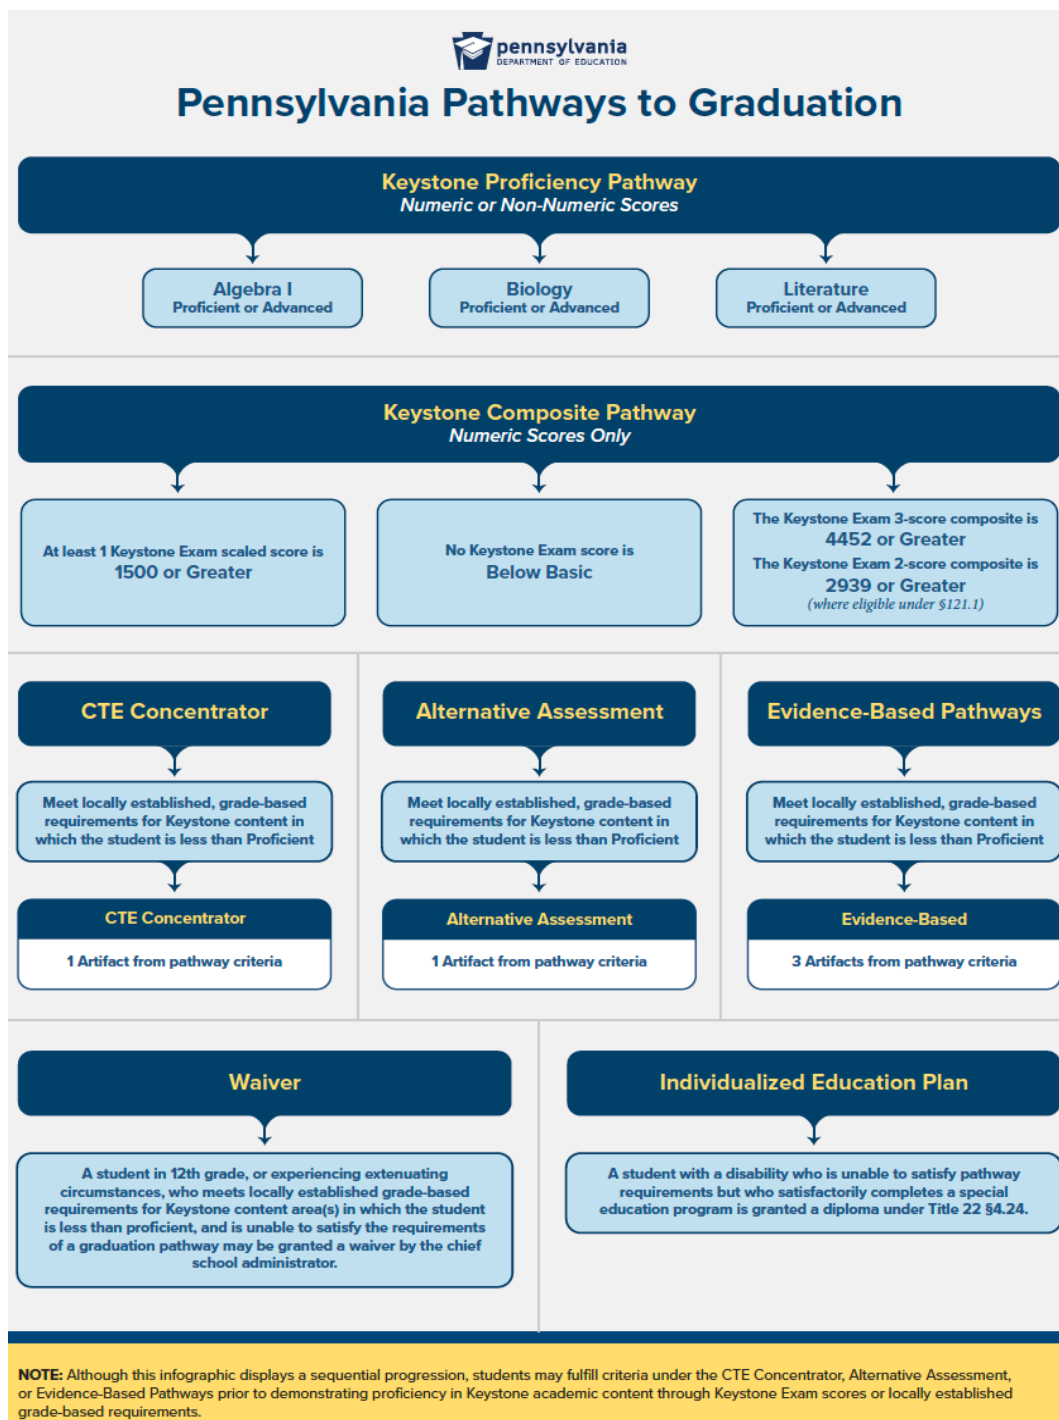 pennsylvania
DEPARTMENT OF EDUCATION
Pennsylvania Pathways to Graduation
Keystone Proficiency Pathway
Numeric or Non-Numeric Scores
Algebra I
Proficient or Advanced
Biology
Proficient or Advanced
Literature
Proficient or Advanced
Keystone Composite Pathway
Numeric Scores Only
At least 1 Keystone Exam scaled score is
1500 or Greater
No Keystone Exam score is
Below Basic
The Keystone Exam 3-score composite is
4452 or Greater
The Keystone Exam 2-score composite is
2939 or Greater
(where eligible under §121.1)
CTE Concentrator
Meet locally established, grade-based
requirements for Keystone content in
which the student is less than Proficient
CTE Concentrator
1 Artifact from pathway criteria
Alternative Assessment
Meet locally established, grade-based
requirements for Keystone content in
which the student is less than Proficient
Alternative Assessment
1 Artifact from pathway criteria
Evidence-Based Pathways
Meet locally established, grade-based
requirements for Keystone content in
which the student is less than Proficient
Evidence-Based
3 Artifacts from pathway criteria
Waiver
A student in 12th grade, or experiencing extenuating
circumstances, who meets locally established grade-based
requirements for Keystone content area(s) in which the student
is less than proficient, and is unable to satisfy the requirements
of a graduation pathway may be granted a waiver by the chief
school administrator.
Individualized Education Plan
A student with a disability who is unable to satisfy pathway
requirements but who satisfactorily completes a special
education program is granted a diploma under Title 22 §4.24.
NOTE: Although this infographic displays a sequential progression, students may fulfill criteria under the CTE Concentrator, Alternative Assessment,
or Evidence-Based Pathways prior to demonstrating proficiency in Keystone academic content through Keystone Exam scores or locally established
grade-based requirements.